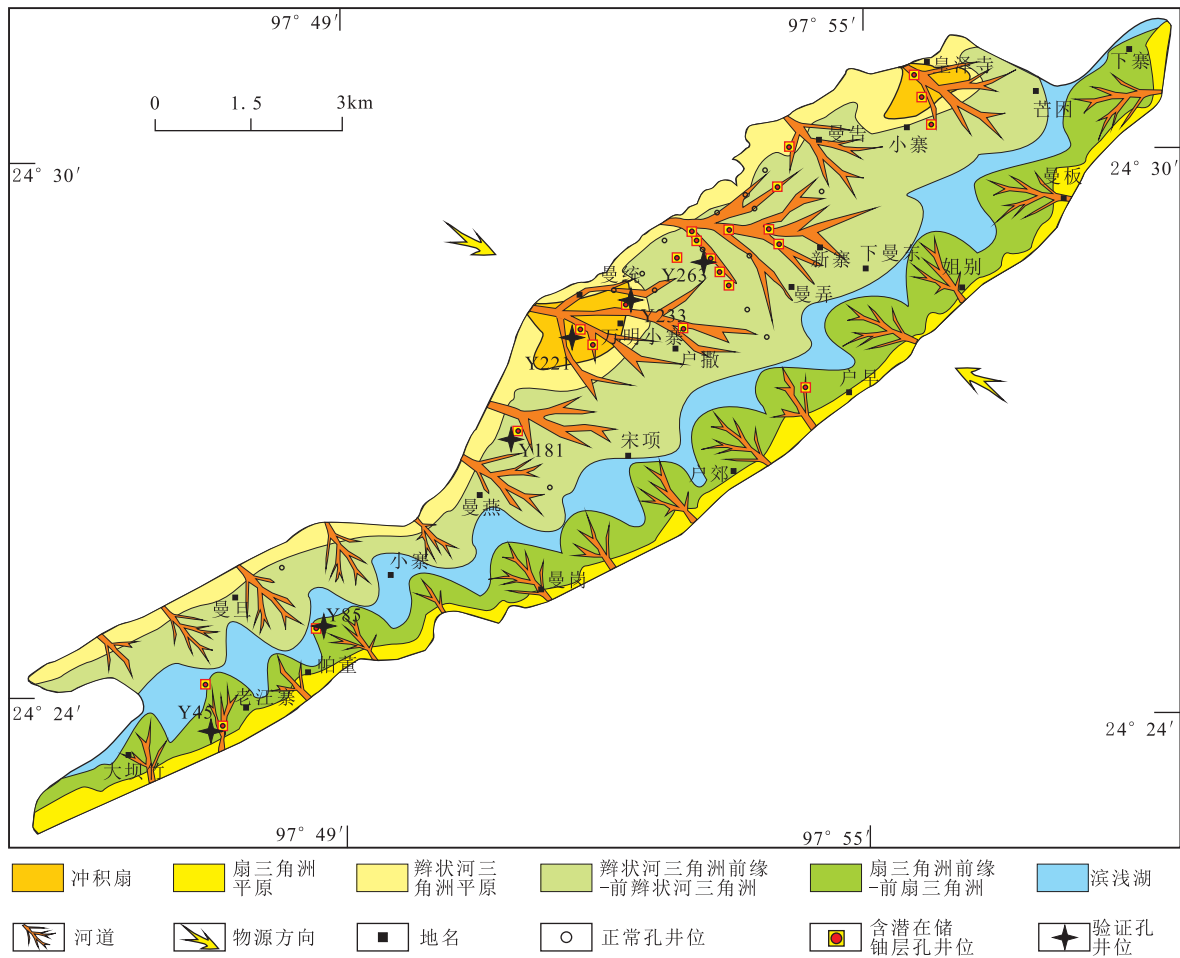 97° 49′
97° 55′
0 1.5 3km
24° 30′
24° 30′
皇泽寺
下寨
芒困
曼告
小寨
曼板
新寨
下曼东
姐别
曼统
Y263
曼弄
Y233
万明小寨
户撒
Y221
户早
Y181
宋项
户郊
曼燕
小寨
曼岗
曼旦
Y85
帕董
老汪寨
Y45
大坝竹
24° 24′
24° 24′
97° 49′
97° 55′
冲积扇
扇三角洲
平原
辫状河三
角洲平原
辫状河三角洲前缘
-前辫状河三角洲
扇三角洲前缘
-前扇三角洲
滨浅湖
河道
物源方向
地名
正常孔井位
含潜在储
铀层孔井位
验证孔
井位